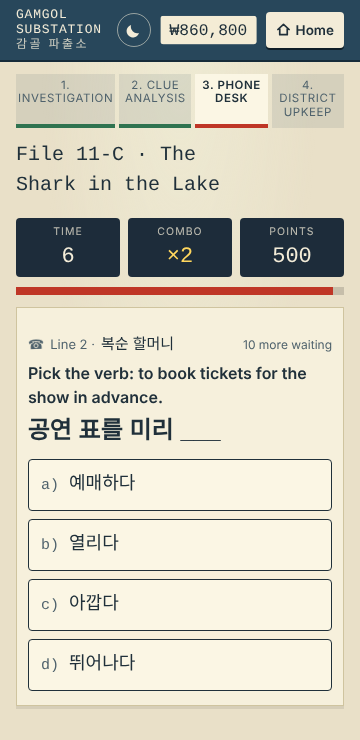 GAMGOL
SUBSTATION
감골 파출소
₩860,800
Home
1.
INVESTIGATION
2. CLUE
ANALYSIS
3. PHONE
DESK
4.
DISTRICT
UPKEEP
File 11-C · The
Shark in the Lake
TIME
6
COMBO
×2
POINTS
500
☎ Line 2 · 복순 할머니
10 more waiting
Pick the verb: to book tickets for the
show in advance.
공연 표를 미리 ____
a) 예매하다
b) 열리다
c) 아깝다
d) 뛰어나다